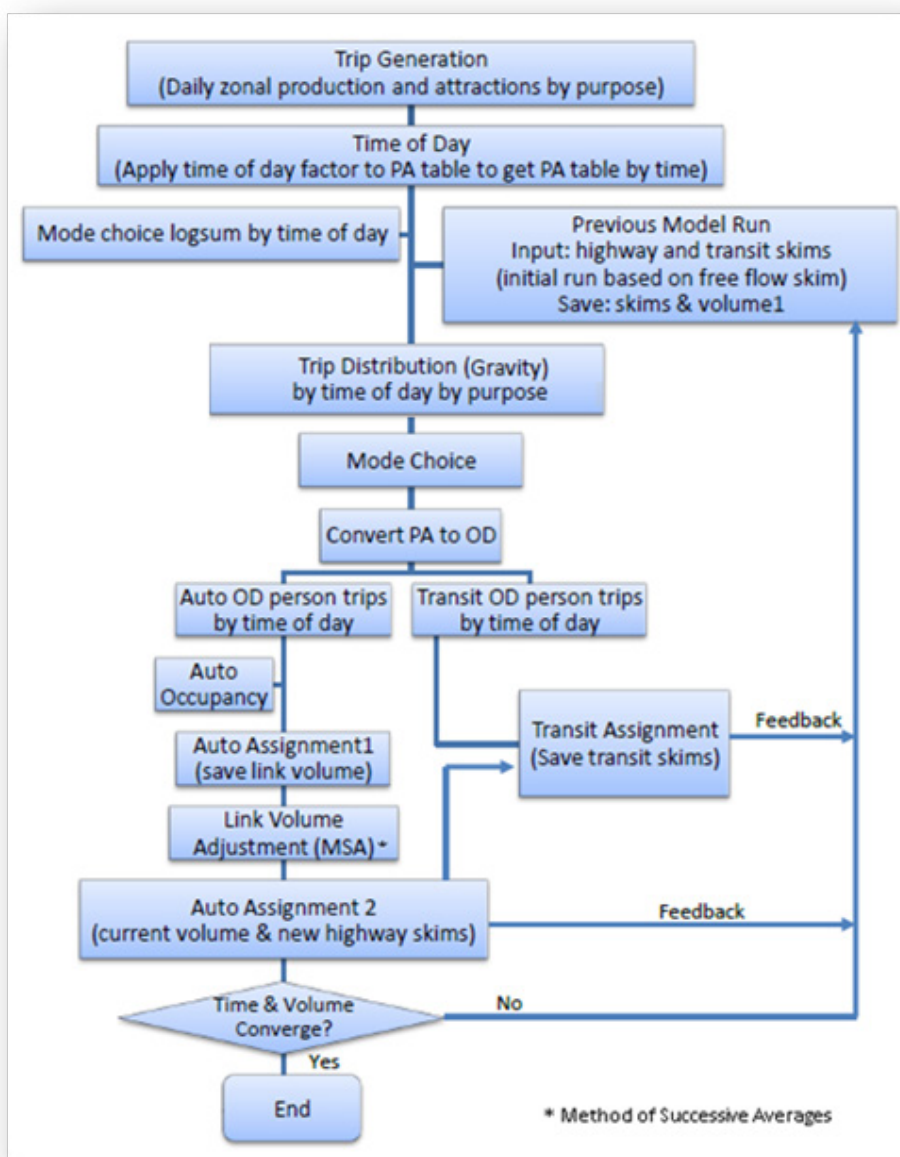 Trip Generation
(Daily zonal production and attractions by purpose)
Time of Day
(Apply time of day factor to PA table to get PA table by time)
Mode choice logsum by time of day
Previous Model Run
Input: highway and transit skims
(initial run based on free flow skim)
Save: skims & volume1
Trip Distribution (Gravity)
by time of day by purpose
Mode Choice
Convert PA to OD
Auto OD person trips
by time of day
Transit OD person trips
by time of day
Auto
Occupancy
Auto Assignment1
(save link volume)
Transit Assignment
(Save transit skims)
Feedback
Link Volume
Adjustment (MSA)*
Auto Assignment 2
(current volume & new highway skims)
Feedback
Time & Volume
Converge?
No
Yes
End
* Method of Successive Averages